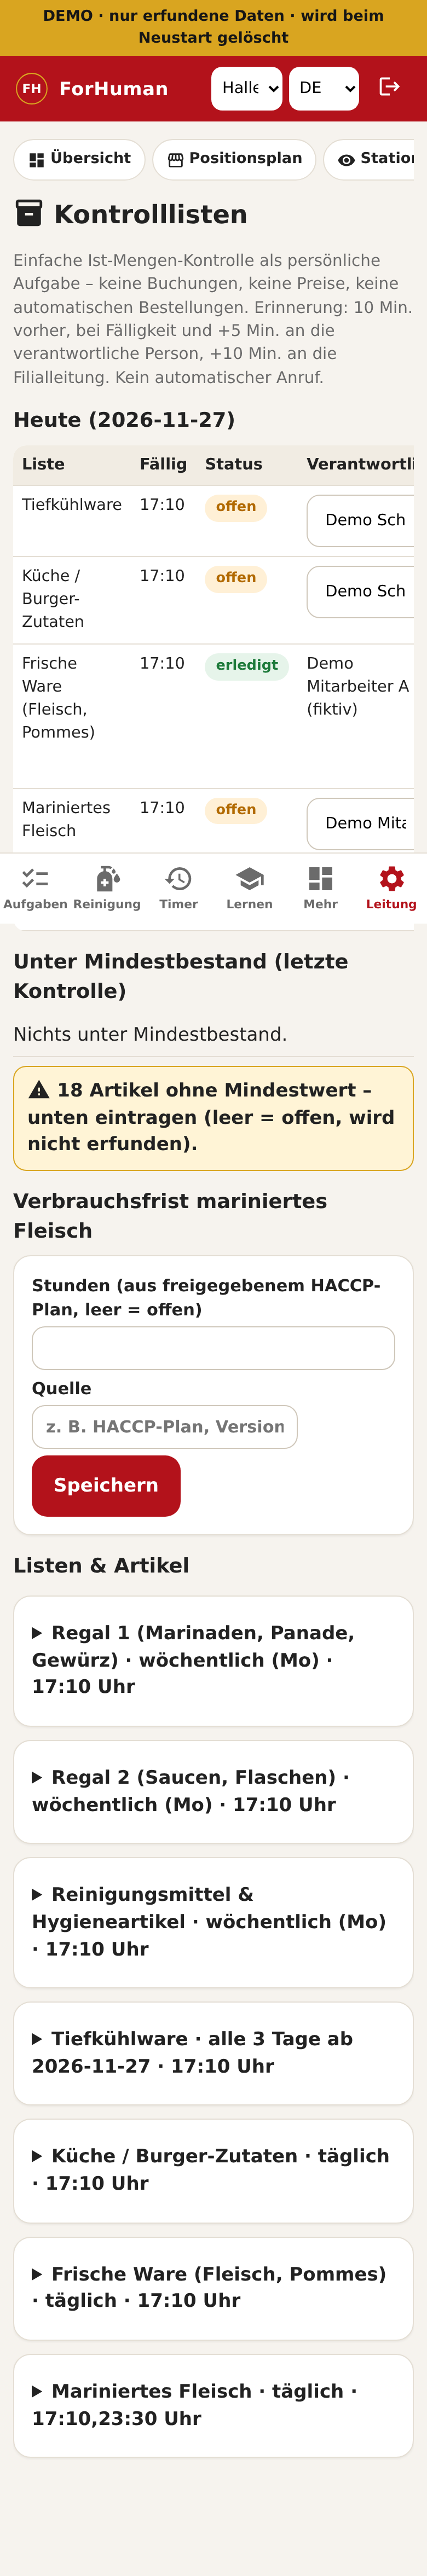 DEMO · nur erfundene Daten · wird beim
Neustart gelöscht
FH ForHuman Halle DE
Übersicht Positionsplan Station
Kontrolllisten
Einfache Ist-Mengen-Kontrolle als persönliche
Aufgabe – keine Buchungen, keine Preise, keine
automatischen Bestellungen. Erinnerung: 10 Min.
vorher, bei Fälligkeit und +5 Min. an die
verantwortliche Person, +10 Min. an die
Filialleitung. Kein automatischer Anruf.
Heute (2026-11-27)
Liste Fällig Status Verantwortli
Tiefkühlware 17:10 offen Demo Sch
Küche / 17:10 offen Demo Sch
Burger-
Zutaten
Frische 17:10 erledigt Demo
Ware Mitarbeiter A
(Fleisch, (fiktiv)
Pommes)
Mariniertes 17:10 offen Demo Mita
Fleisch
Aufgaben Reinigung Timer Lernen Mehr Leitung
Unter Mindestbestand (letzte
Kontrolle)
Nichts unter Mindestbestand.
18 Artikel ohne Mindestwert –
unten eintragen (leer = offen, wird
nicht erfunden).
Verbrauchsfrist mariniertes
Fleisch
Stunden (aus freigegebenem HACCP-
Plan, leer = offen)
Quelle
z. B. HACCP-Plan, Version
Speichern
Listen & Artikel
Regal 1 (Marinaden, Panade,
Gewürz) · wöchentlich (Mo) ·
17:10 Uhr
Regal 2 (Saucen, Flaschen) ·
wöchentlich (Mo) · 17:10 Uhr
Reinigungsmittel &
Hygieneartikel · wöchentlich (Mo)
· 17:10 Uhr
Tiefkühlware · alle 3 Tage ab
2026-11-27 · 17:10 Uhr
Küche / Burger-Zutaten · täglich
· 17:10 Uhr
Frische Ware (Fleisch, Pommes)
· täglich · 17:10 Uhr
Mariniertes Fleisch · täglich ·
17:10,23:30 Uhr